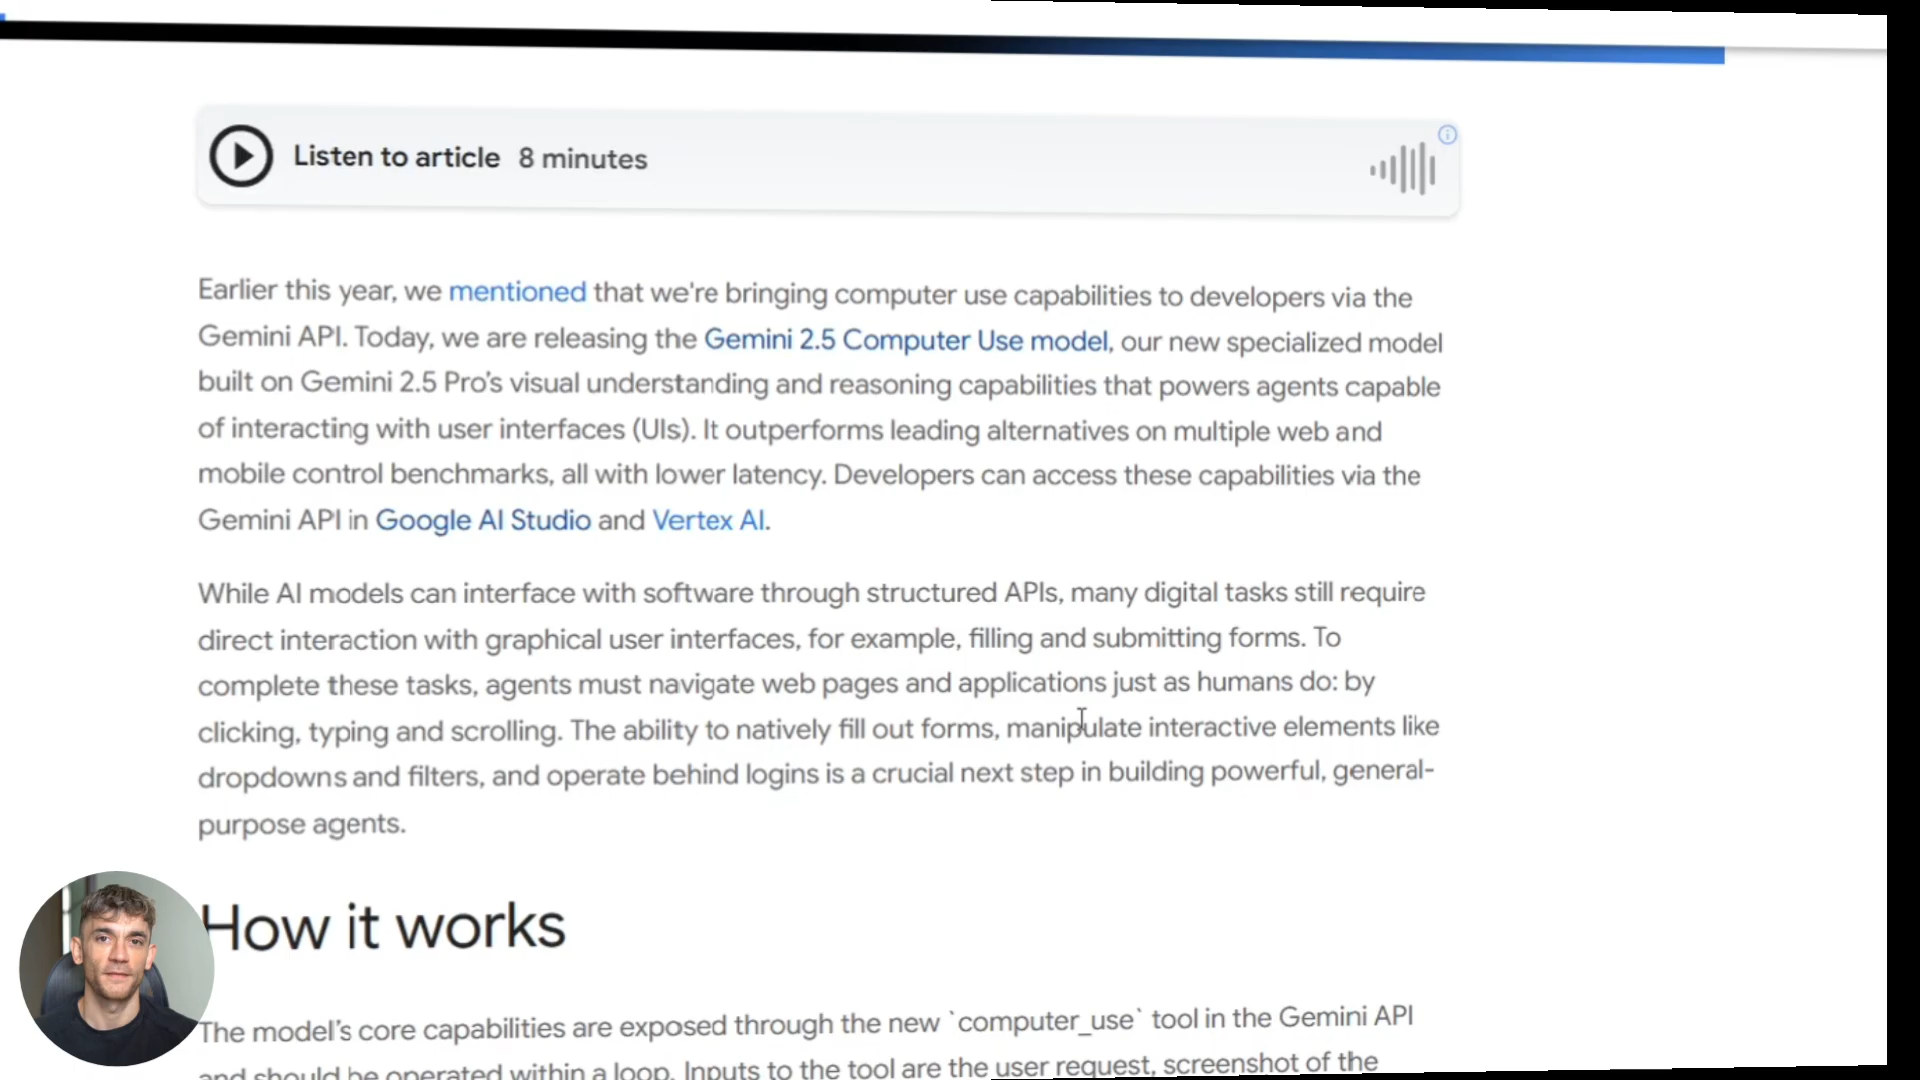 Listen to article 8 minutes
Earlier this year, we mentioned that we're bringing computer use capabilities to developers via the
Gemini API. Today, we are releasing the Gemini 2.5 Computer Use model, our new specialized model
built on Gemini 2.5 Pro's visual understanding and reasoning capabilities that powers agents capable
of interacting with user interfaces (UIs). It outperforms leading alternatives on multiple web and
mobile control benchmarks, all with lower latency. Developers can access these capabilities via the
Gemini API in Google AI Studio and Vertex AI.
While AI models can interface with software through structured APIs, many digital tasks still require
direct interaction with graphical user interfaces, for example, filling and submitting forms. To
complete these tasks, agents must navigate web pages and applications just as humans do: by
clicking, typing and scrolling. The ability to natively fill out forms, manipulate interactive elements like
dropdowns and filters, and operate behind logins is a crucial next step in building powerful, general-
purpose agents.
How it works
The model's core capabilities are exposed through the new `computer_use` tool in the Gemini API
and should be operated within a loop. Inputs to the tool are the user request, screenshot of the